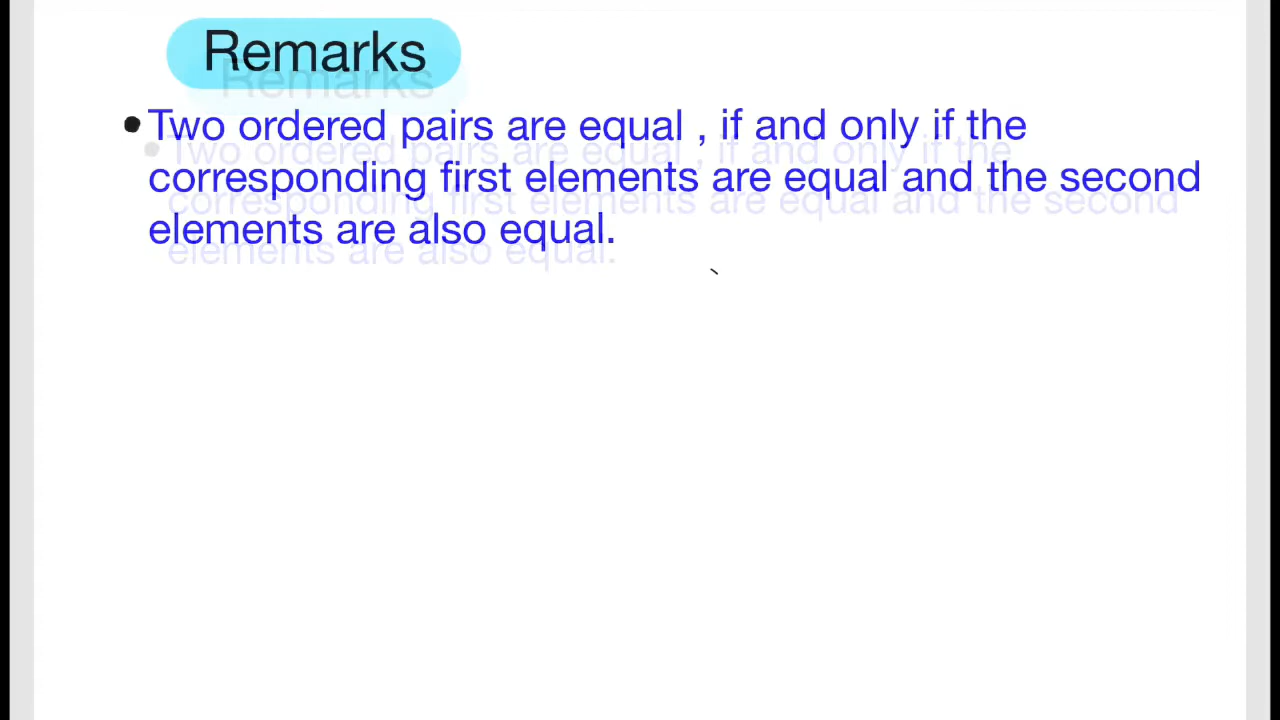 Remarks
• Two ordered pairs are equal , if and only if the
corresponding first elements are equal and the second
elements are also equal.